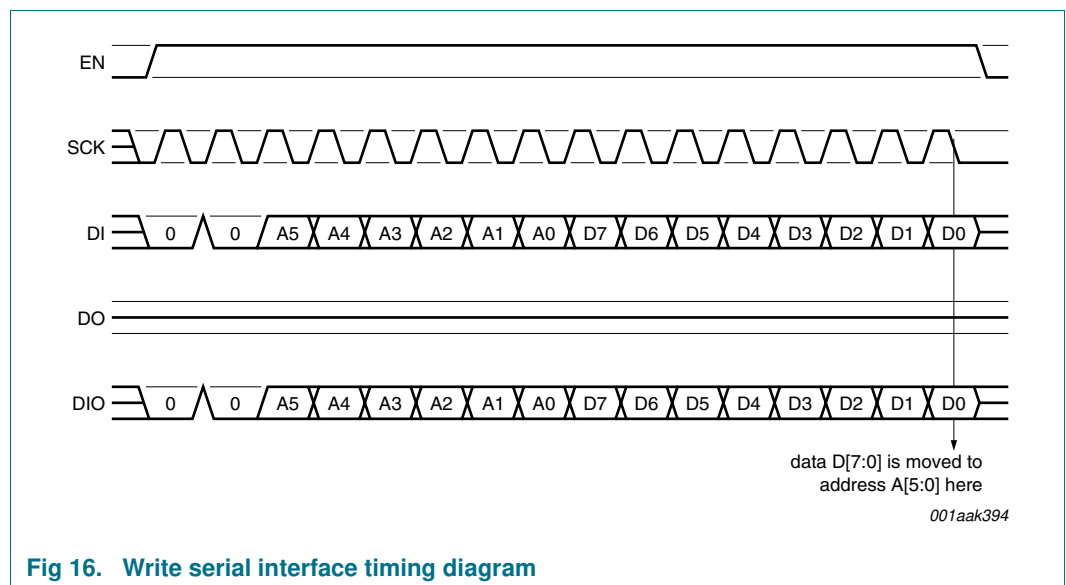 EN
SCK
DI 0 0 A5 A4 A3 A2 A1 A0 D7 D6 D5 D4 D3 D2 D1 D0
DO
DIO 0 0 A5 A4 A3 A2 A1 A0 D7 D6 D5 D4 D3 D2 D1 D0
data D[7:0] is moved to
address A[5:0] here
001aak394
Fig 16. Write serial interface timing diagram